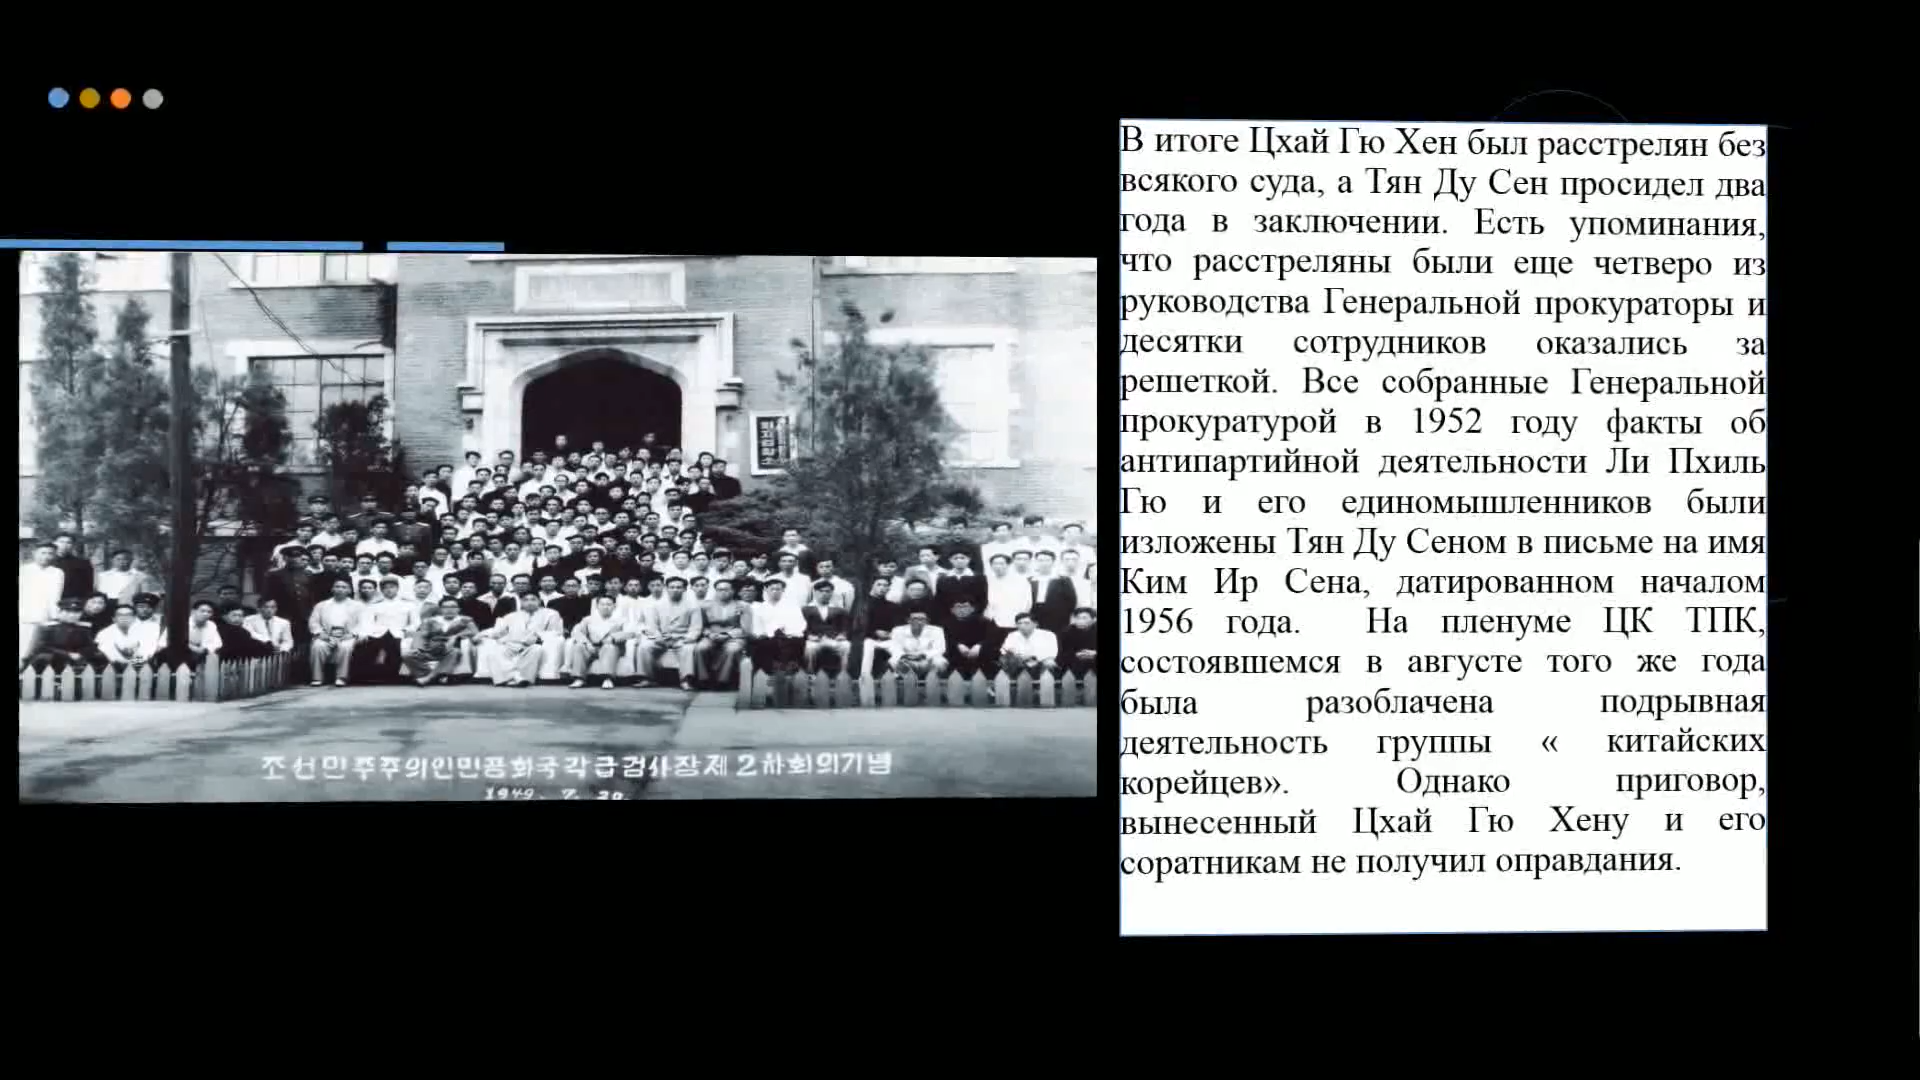 В итоге Цхай Гю Хен был расстрелян без
всякого суда, а Тян Ду Сен просидел два
года в заключении. Есть упоминания,
что расстреляны были еще четверо из
руководства Генеральной прокураторы и
десятки сотрудников оказались за
решеткой. Все собранные Генеральной
прокуратурой в 1952 году факты об
антипартийной деятельности Ли Пхиль
Гю и его единомышленников были
изложены Тян Ду Сеном в письме на имя
Ким Ир Сена, датированном началом
1956 года. На пленуме ЦК ТПК,
состоявшемся в августе того же года
была разоблачена подрывная
деятельность группы « китайских
корейцев». Однако приговор,
вынесенный Цхай Гю Хену и его
соратникам не получил оправдания.
조선민주주의인민공화국각급검사장제2차회의기념
1949. 7.